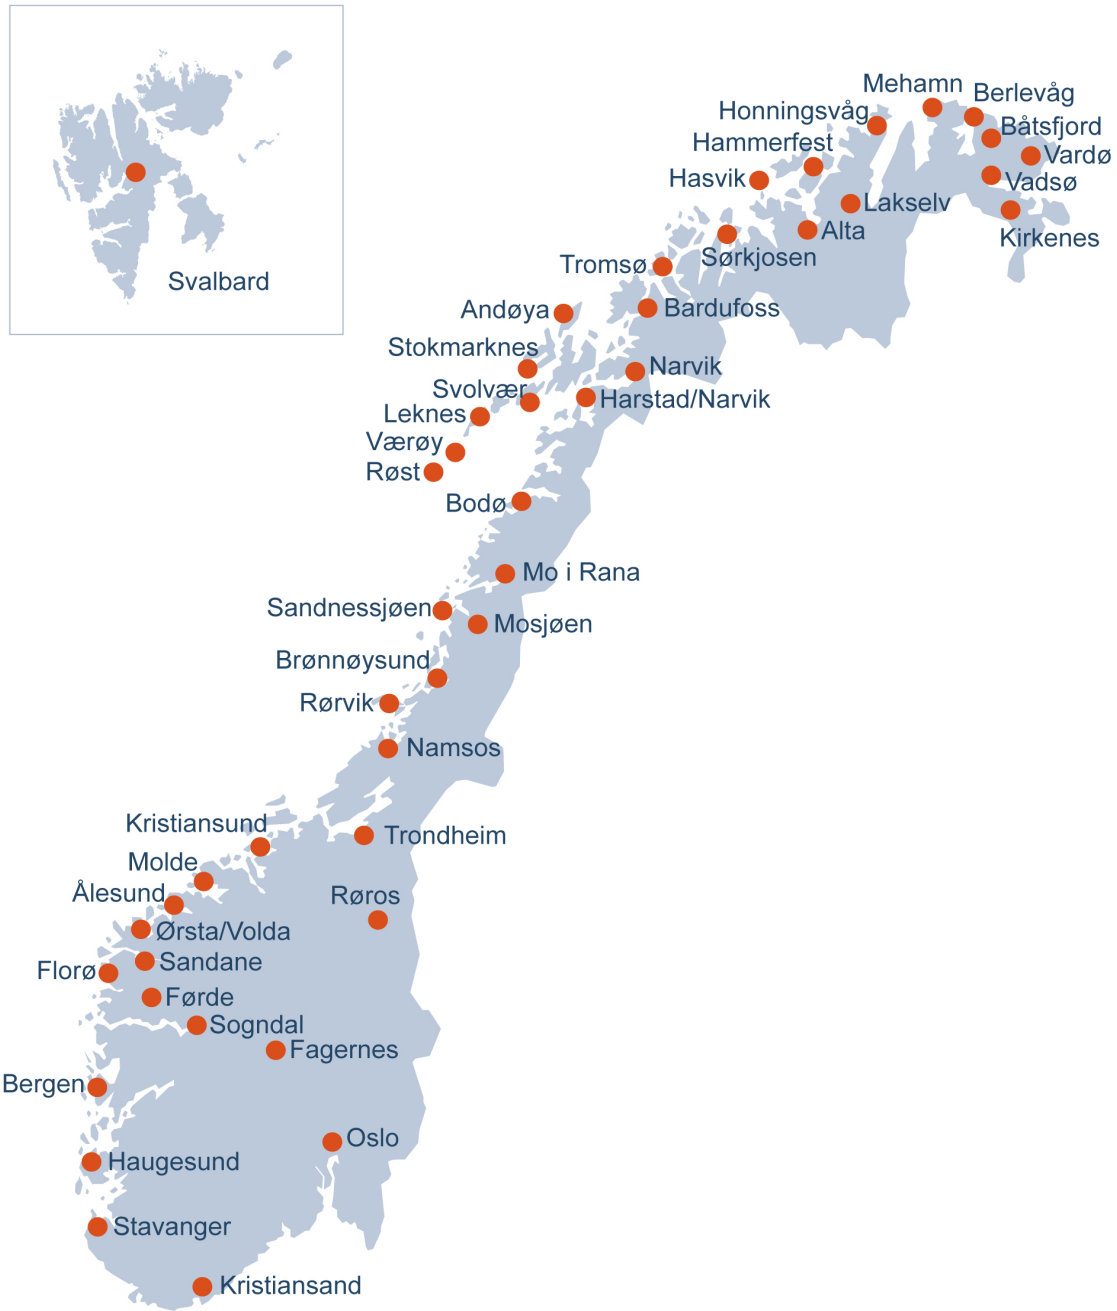 Svalbard
Mehamn
Berlevåg
Honningsvåg
Båtsfjord
Hammerfest
Vardø
Hasvik
Vadsø
Lakselv
Alta
Kirkenes
Sørkjosen
Tromsø
Andøya
Bardufoss
Stokmarknes
Narvik
Svolvær
Harstad/Narvik
Leknes
Værøy
Røst
Bodø
Mo i Rana
Sandnessjøen
Mosjøen
Brønnøysund
Rørvik
Namsos
Kristiansund
Trondheim
Molde
Ålesund
Røros
Ørsta/Volda
Sandane
Florø
Førde
Sogndal
Fagernes
Bergen
Oslo
Haugesund
Stavanger
Kristiansand